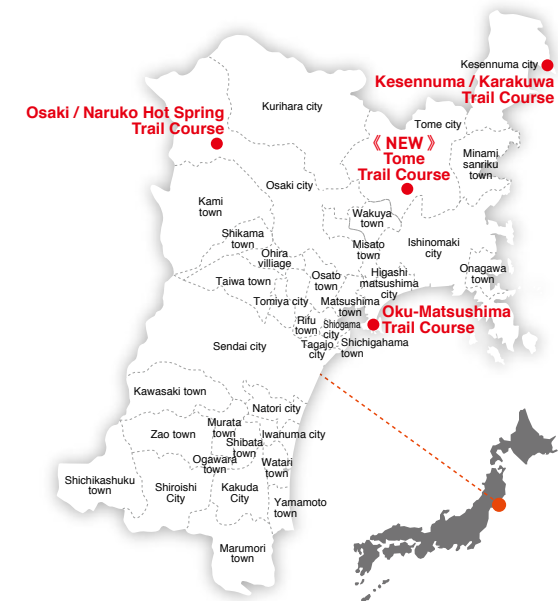 Kesennuma city
Kesennuma / Karakuwa
Trail Course
Osaki / Naruko Hot Spring
Trail Course
Kurihara city
Tome city
《 NEW 》
Tome
Trail Course
Minami
sanriku
town
Osaki city
Kami
town
Wakuya
town
Shikama
town
Misato
town
Ishinomaki
city
Ohira
villiage
Onagawa
town
Taiwa town
Osato
town
Higashi
matsushima
city
Tomiya city
Matsushima
town
Oku-Matsushima
Trail Course
Rifu
town
Shiogama
city
Sendai city
Tagajo
city
Shichigahama
town
Kawasaki town
Natori city
Murata
town
Zao town
Iwanuma city
Shibata
town
Ogawara
town
Watari
town
Shichikashuku
town
Shiroishi
City
Kakuda
City
Yamamoto
town
Marumori
town